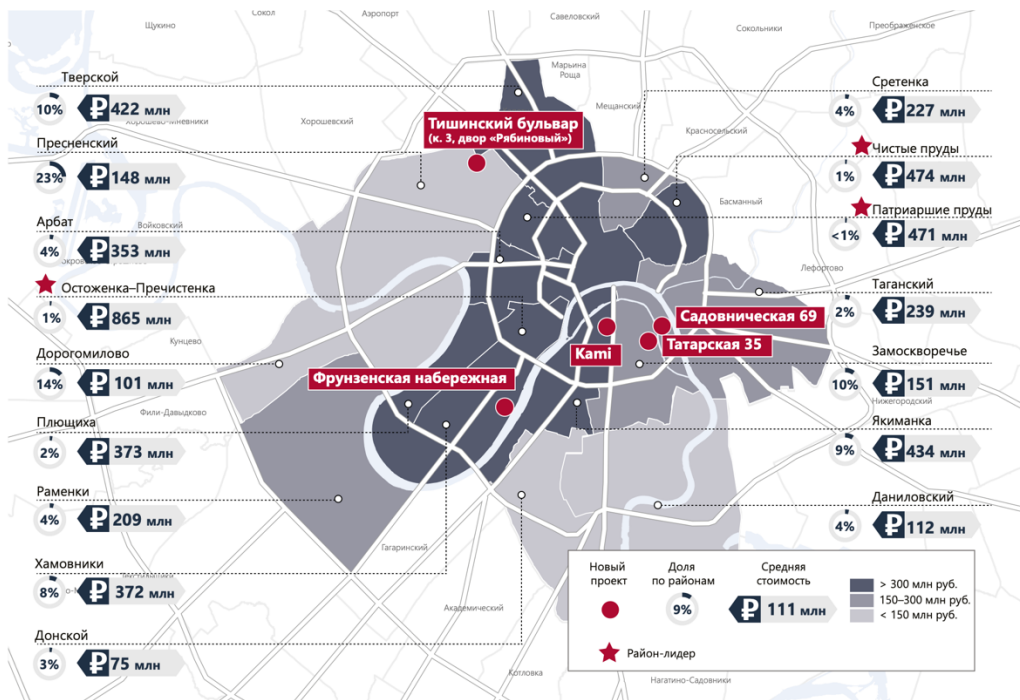 Щукино
Сокол
Аэропорт
Савеловский
Сокольники
Преображенское
Марьина
Роща
Мещанский
Красносельский
Хорошево-Мневники
Хорошевский
Войковский
Басманный
Лефортово
Кунцево
Фили-Давыдково
Нижегородский
Гагаринский
Академический
Котловка
Нагатино-Садовники
Тверской
10%
₽ 422 млн
Пресненский
23%
₽ 148 млн
Арбат
4%
₽ 353 млн
Остоженка–Пречистенка
1%
₽ 865 млн
Дорогомилово
14%
₽ 101 млн
Плющиха
2%
₽ 373 млн
Раменки
4%
₽ 209 млн
Хамовники
8%
₽ 372 млн
Донской
3%
₽ 75 млн
Тишинский бульвар
(к. 3, двор «Рябиновый»)
Садовническая 69
Татарская 35
Kami
Фрунзенская набережная
Сретенка
4%
₽ 227 млн
Чистые пруды
1%
₽ 474 млн
Патриаршие пруды
<1%
₽ 471 млн
Таганский
2%
₽ 239 млн
Замоскворечье
10%
₽ 151 млн
Якиманка
9%
₽ 434 млн
Даниловский
4%
₽ 112 млн
Новый
проект
Доля
по районам
9%
Средняя
стоимость
₽ 111 млн
> 300 млн руб.
150–300 млн руб.
< 150 млн руб.
Район-лидер